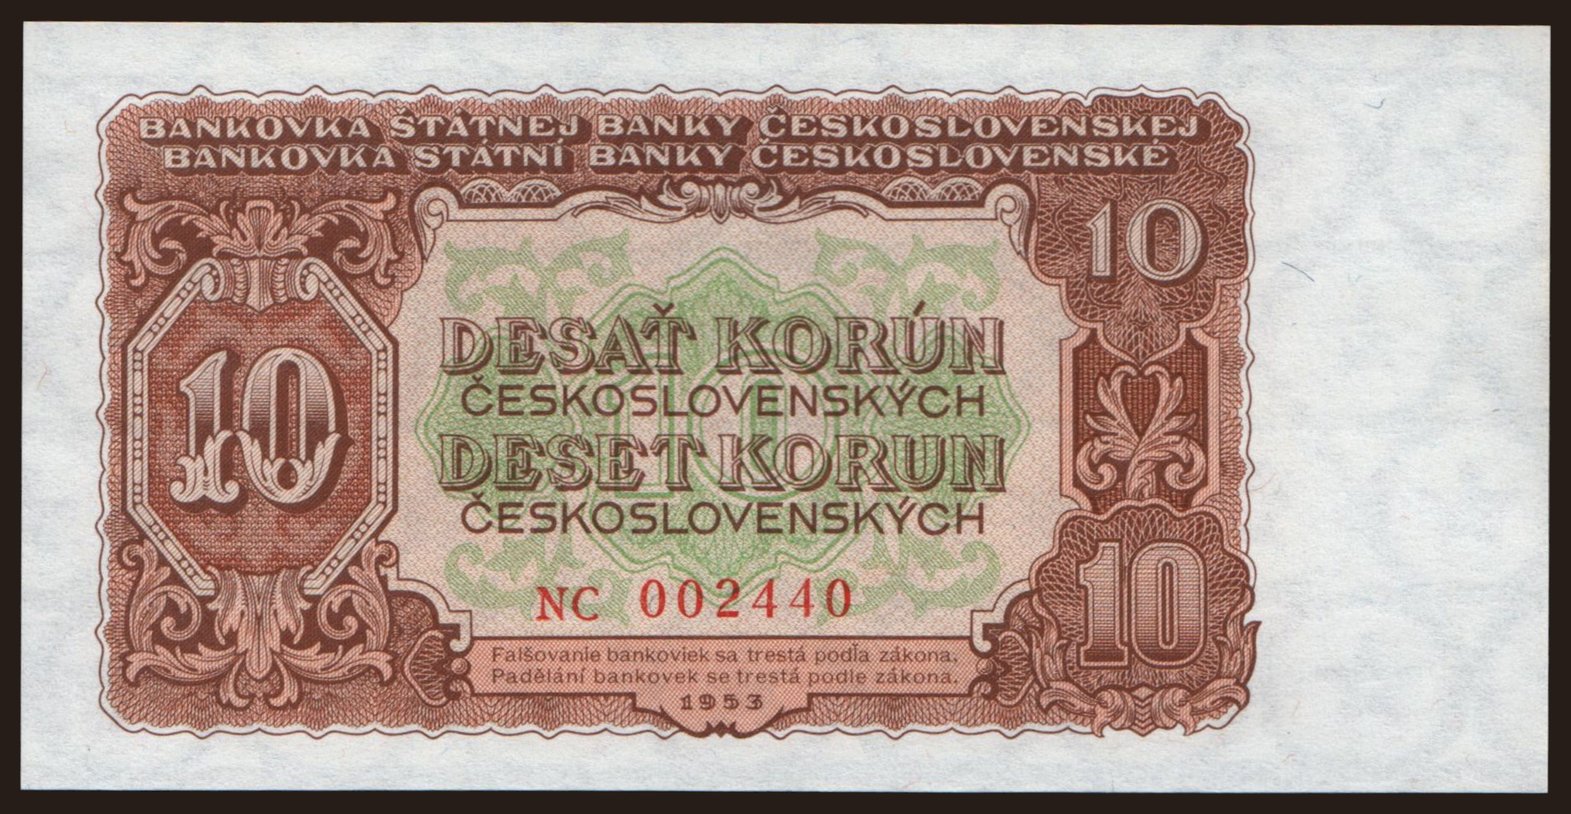 BANKOVKA ŠTÁTNEJ BANKY ČESKOSLOVENSKEJ
BANKOVKA STÁTNÍ BANKY ČESKOSLOVENSKÉ
10
10
DESAŤ KORÚN
ČESKOSLOVENSKÝCH
10
DESET KORUN
ČESKOSLOVENSKÝCH
NC 002440
10
Falšovanie bankoviek sa trestá podľa zákona.
Padělání bankovek se trestá podle zákona.
1953